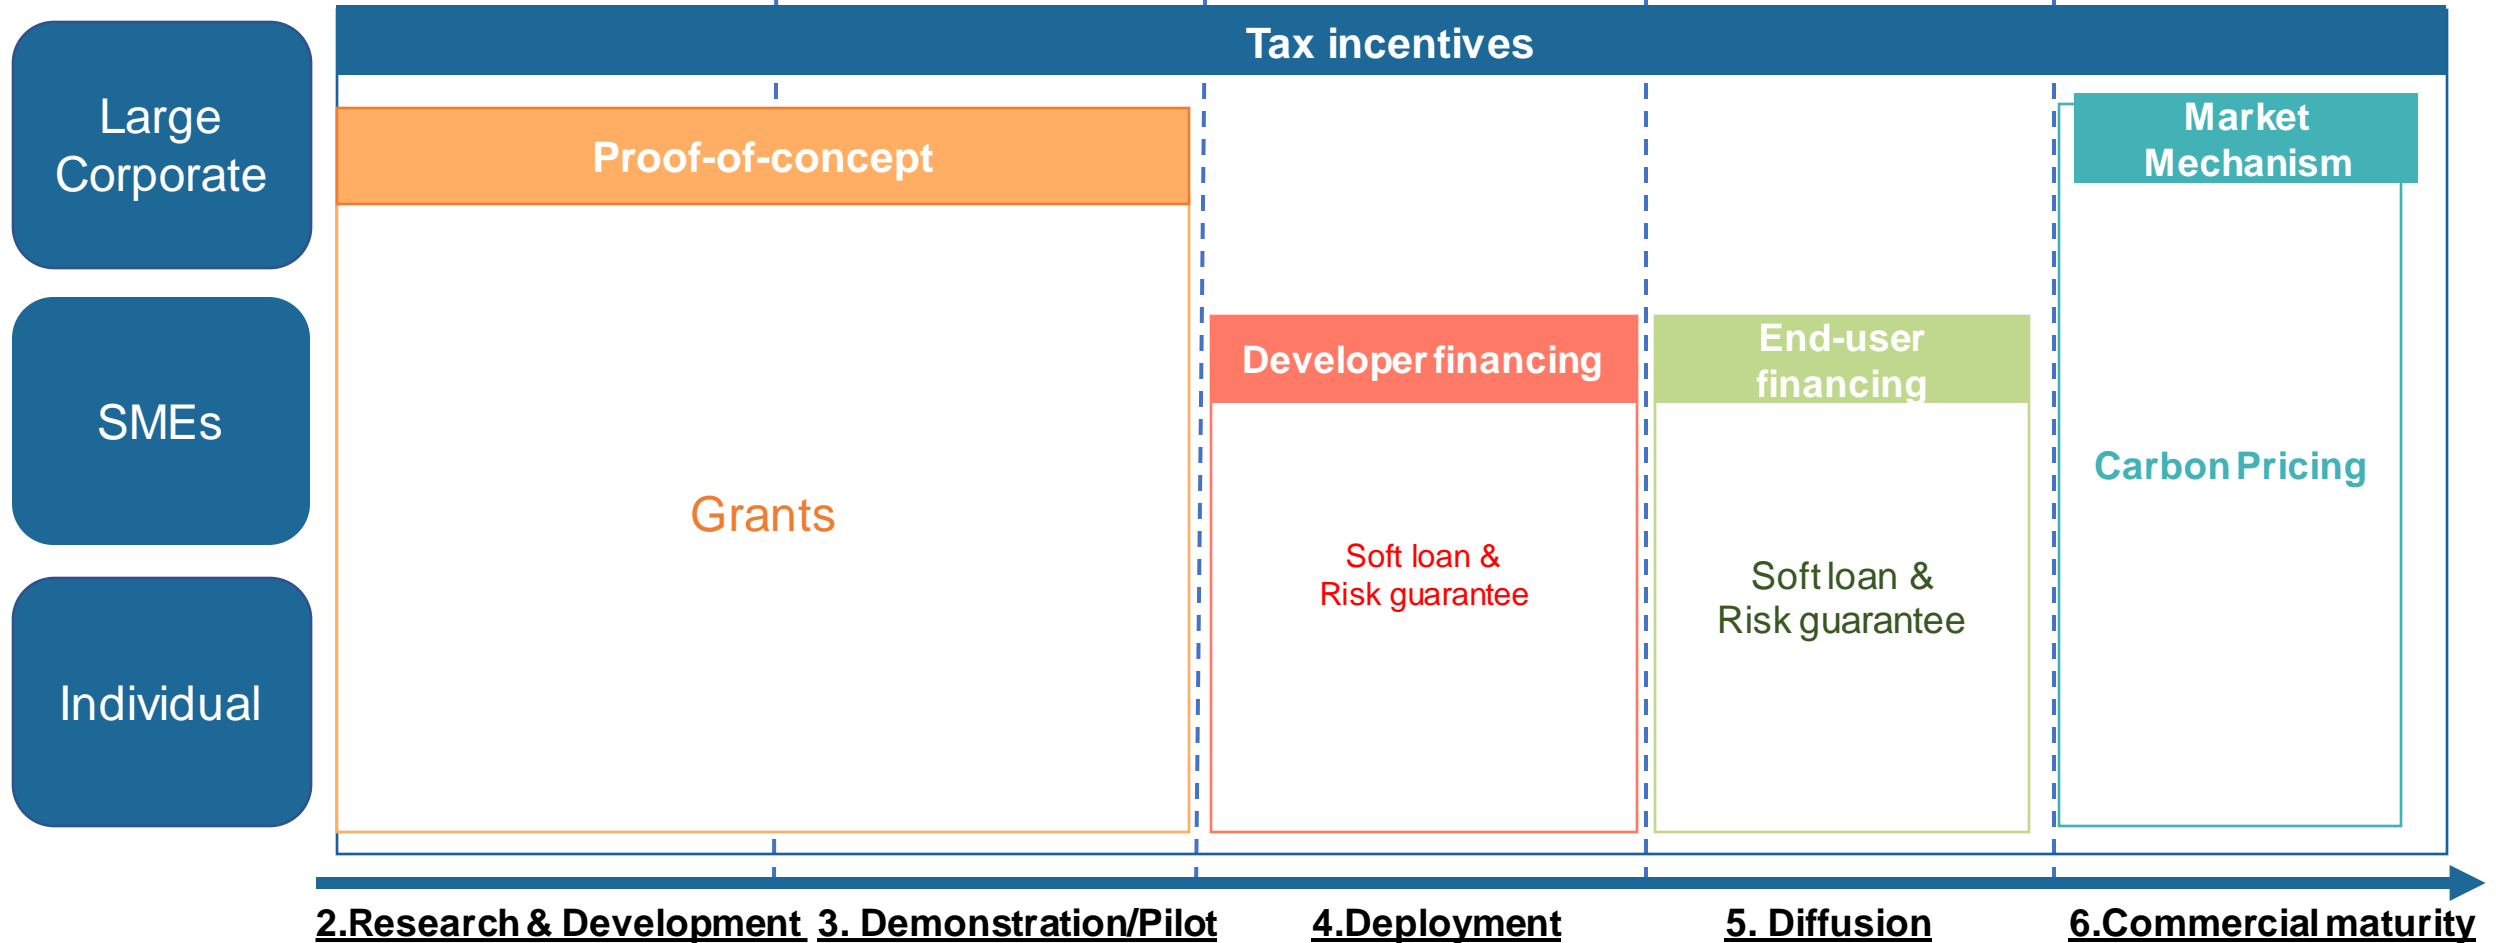 Tax incentives
Large
Corporate
Proof-of-concept
Market
Mechanism
SMEs
Developer financing
End-user
financing
Carbon Pricing
Grants
Soft loan &
Risk guarantee
Soft loan &
Risk guarantee
Individual
2.Research & Development
3. Demonstration/Pilot
4.Deployment
5. Diffusion
6.Commercial maturity